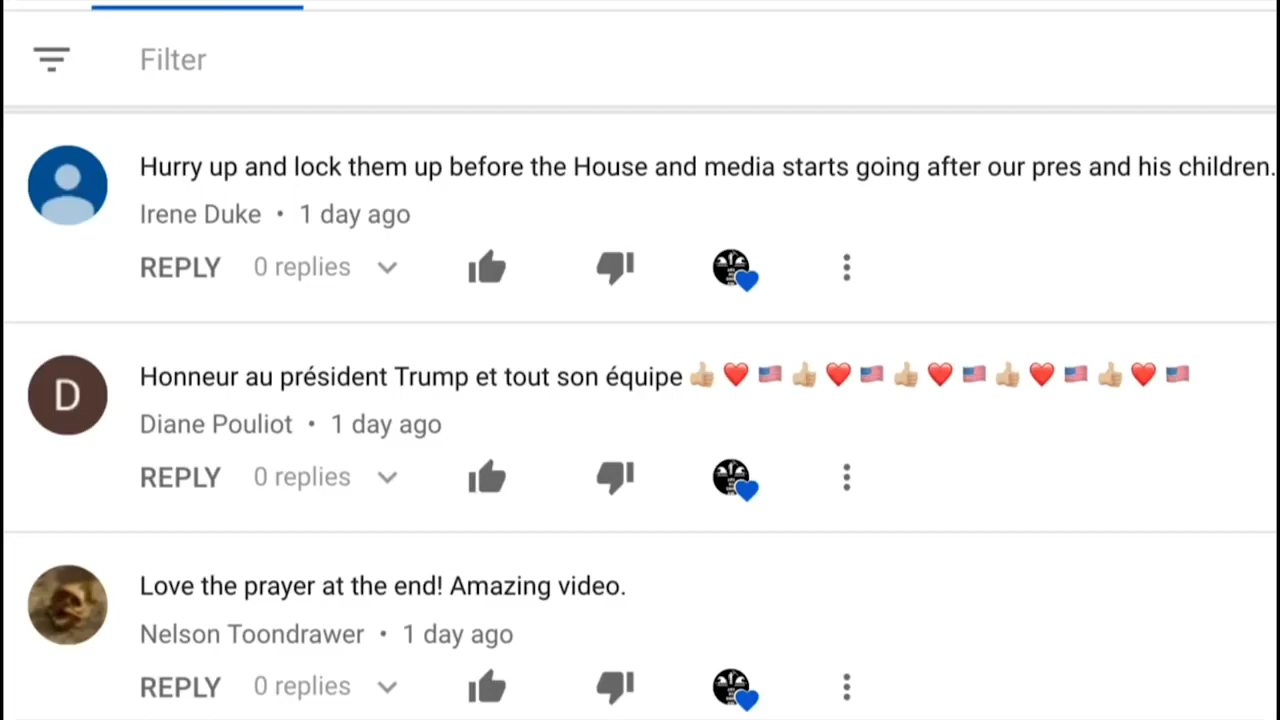 Filter
Hurry up and lock them up before the House and media starts going after our pres and his children.
Irene Duke • 1 day ago
REPLY 0 replies
Honneur au président Trump et tout son équipe 👍🏼❤️🇺🇸👍🏼❤️🇺🇸👍🏼❤️🇺🇸👍🏼❤️🇺🇸👍🏼❤️🇺🇸
D
Diane Pouliot • 1 day ago
REPLY 0 replies
Love the prayer at the end! Amazing video.
Nelson Toondrawer • 1 day ago
REPLY 0 replies